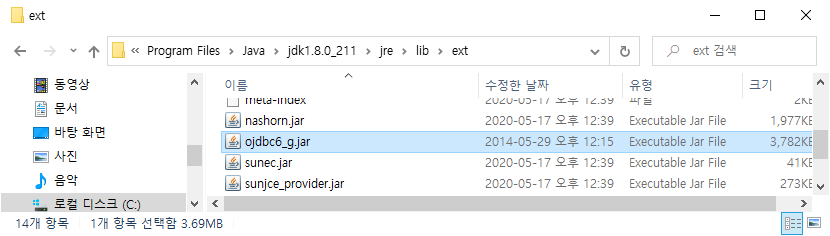 ext
« Program Files > Java > jdk1.8.0_211 > jre > lib > ext
ext 검색
동영상
문서
바탕 화면
사진
음악
로컬 디스크 (C:)
이름 수정한 날짜 유형 크기
meta-index 2020-05-17 오후 12:39 파일 2KB
nashorn.jar 2020-05-17 오후 12:39 Executable Jar File 1,977KB
ojdbc6_g.jar 2014-05-29 오후 12:15 Executable Jar File 3,782KB
sunec.jar 2020-05-17 오후 12:39 Executable Jar File 41KB
sunjce_provider.jar 2020-05-17 오후 12:39 Executable Jar File 273KB
14개 항목 1개 항목 선택함 3.69MB